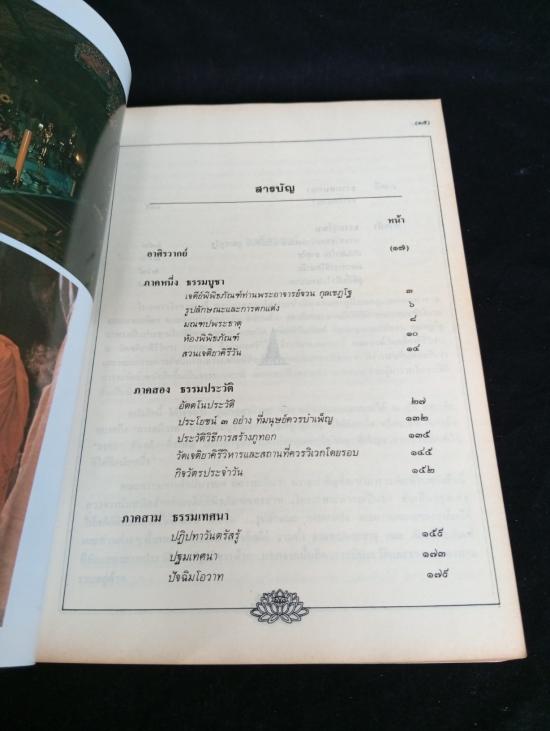 (๑๕)
สารบัญ
หน้า
อาศิรวาทย์ (๑๗)
ภาคหนึ่ง ธรรมบูชา
เจดีย์พิพิธภัณฑ์ท่านพระอาจารย์จวน กุลเชฏโฐ ๓
รูปลักษณะและการตกแต่ง ๖
มณฑปพระธาตุ ๘
ห้องพิพิธภัณฑ์ ๑๐
สวนเจติยาคิรีวัน ๑๔
ภาคสอง ธรรมประวัติ
อัตตโนประวัติ ๒๗
ประโยชน์ ๓ อย่าง ที่มนุษย์ควรบำเพ็ญ ๑๓๒
ประวัติวิธีการสร้างภูทอก ๑๓๕
วัดเจติยาคีรีวิหารและสถานที่ควรวิเวกโดยรอบ ๑๔๕
กิจวัตรประจำวัน ๑๕๒
ภาคสาม ธรรมเทศนา
ปฏิปทาวันตรัสรู้ ๑๕๙
ปฐมเทศนา ๑๗๓
ปัจฉิมโอวาท ๑๗๙